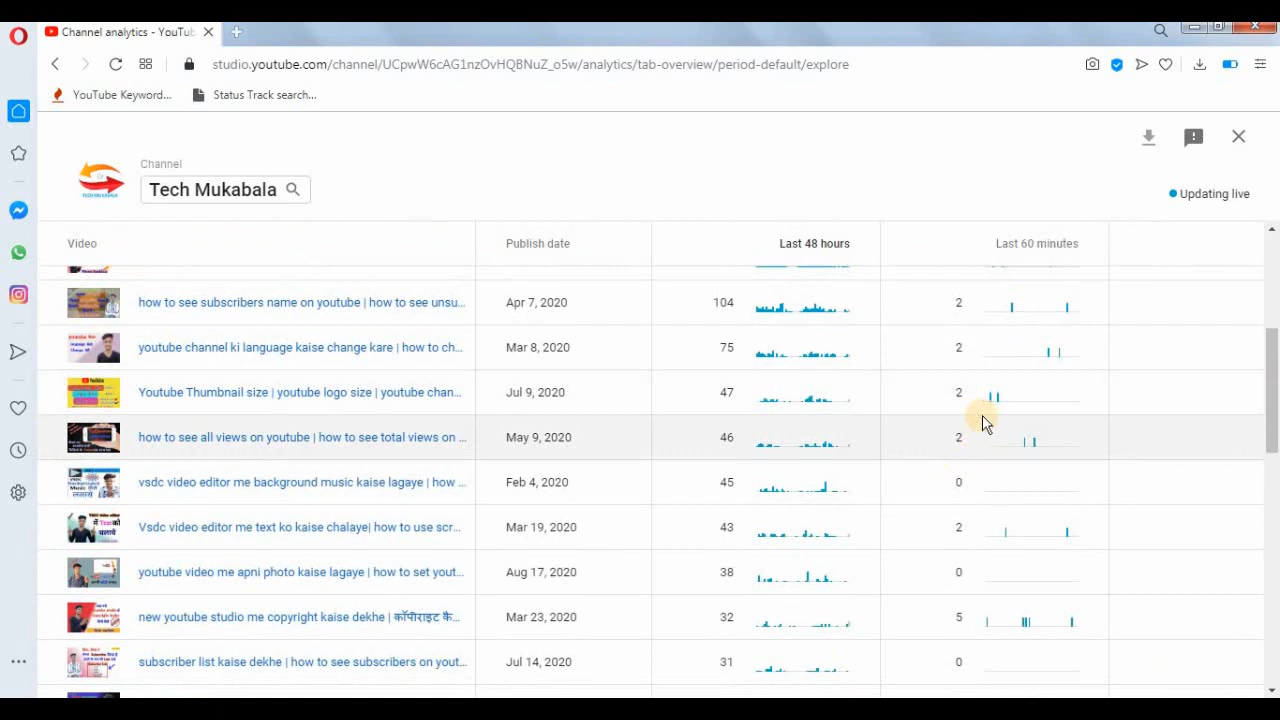 Channel analytics - YouTub
studio.youtube.com/channel/UCpwW6cAG1nzOvHQBNuZ_o5w/analytics/tab-overview/period-default/explore
YouTube Keyword... Status Track search...
Channel
Tech Mukabala
TECH MUKABALA
Updating live
Video Publish date Last 48 hours Last 60 minutes
how to see subscribers name on youtube | how to see unsu... Apr 7, 2020 104 2
youtube channel ki language kaise change kare | how to ch... Mar 8, 2020 75 2
Youtube Thumbnail size | youtube logo size | youtube chan... Jul 9, 2020 47 2
how to see all views on youtube | how to see total views on ... May 6, 2020 46 2
vsdc video editor me background music kaise lagaye | how ... Feb 4, 2020 45 0
Vsdc video editor me text ko kaise chalaye| how to use scr... Mar 19, 2020 43 2
youtube video me apni photo kaise lagaye | how to set yout... Aug 17, 2020 38 0
new youtube studio me copyright kaise dekhe | कॉपीराइट कै... Mar 23, 2020 32 5
subscriber list kaise dekhe | how to see subscribers on yout... Jul 14, 2020 31 0